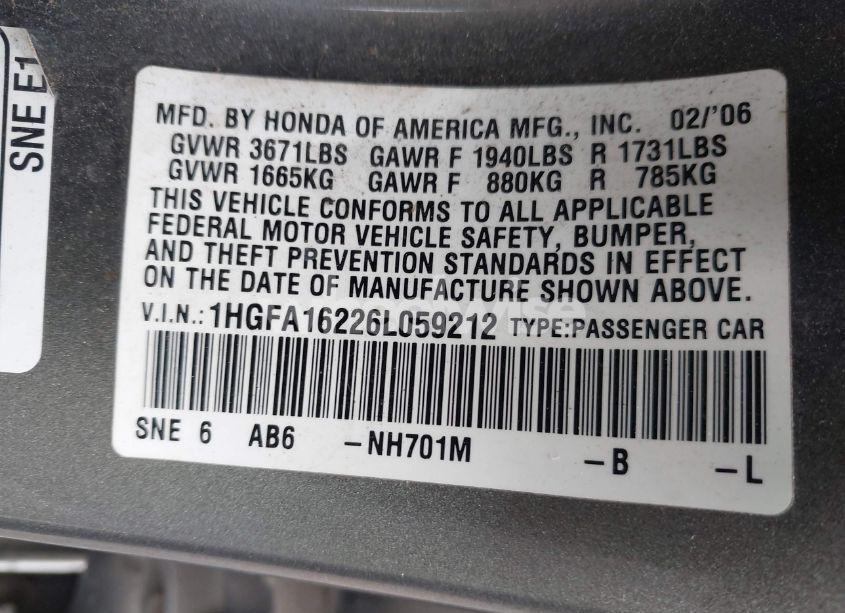 SNE E1
MFD. BY HONDA OF AMERICA MFG., INC. 02/'06
GVWR 3671LBS GAWR F 1940LBS R 1731LBS
GVWR 1665KG GAWR F 880KG R 785KG
THIS VEHICLE CONFORMS TO ALL APPLICABLE
FEDERAL MOTOR VEHICLE SAFETY, BUMPER,
AND THEFT PREVENTION STANDARDS IN EFFECT
ON THE DATE OF MANUFACTURE SHOWN ABOVE.
V.I.N.: 1HGFA16226L059212 TYPE:PASSENGER CAR
SNE 6 AB6 -NH701M -B -L